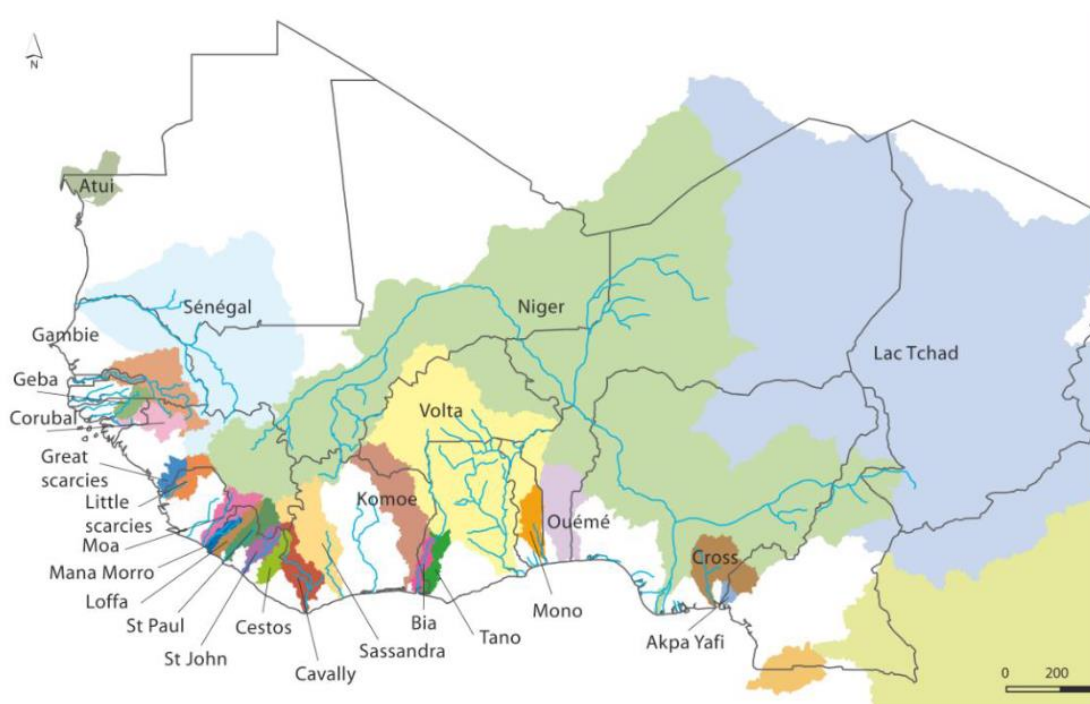 N
Atui
Sénégal
Niger
Gambie
Lac Tchad
Geba
Volta
Corubal
Great
scarcies
Komoe
Little
scarcies
Ouémé
Moa
Cross
Mana Morro
Loffa
Mono
St Paul
Cestos
Bia
Tano
Akpa Yafi
St John
Sassandra
Cavally
0 200